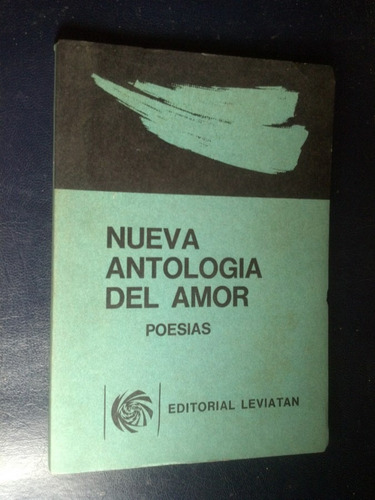 NUEVA
ANTOLOGIA
DEL AMOR
POESIAS
EDITORIAL LEVIATAN